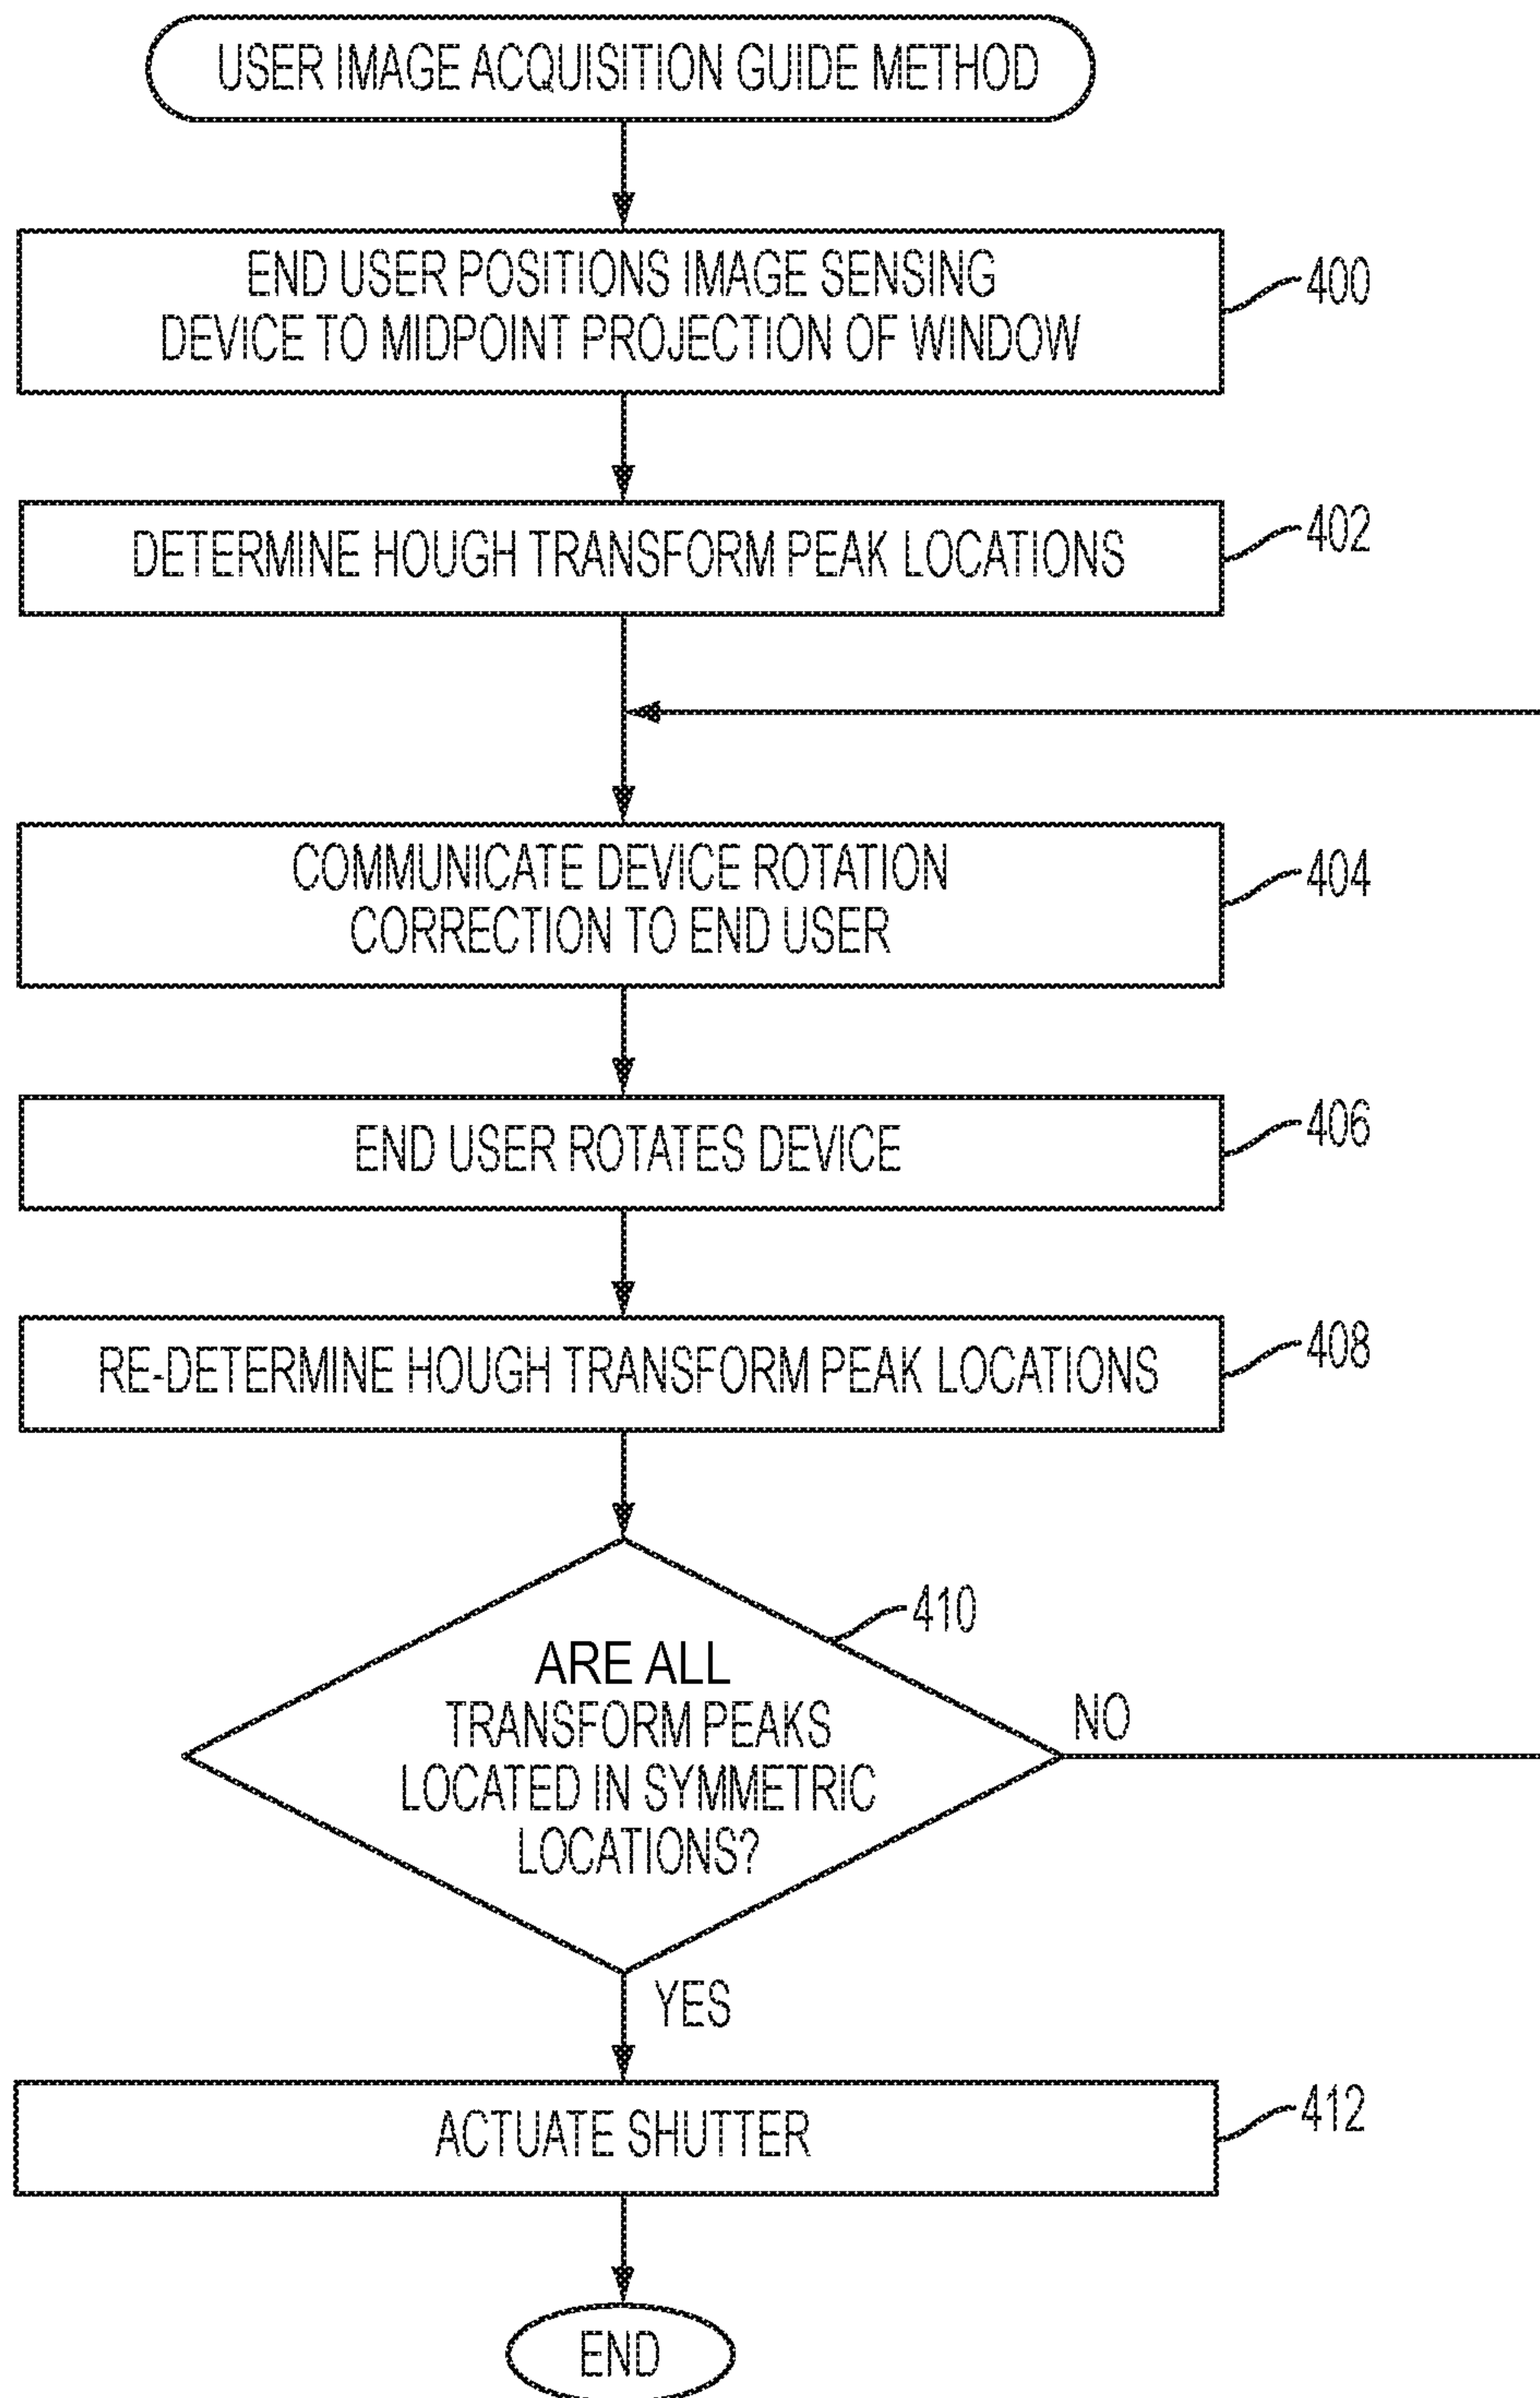 USER IMAGE ACQUISITION GUIDE METHOD
END USER POSITIONS IMAGE SENSING
DEVICE TO MIDPOINT PROJECTION OF WINDOW
400
DETERMINE HOUGH TRANSFORM PEAK LOCATIONS
402
COMMUNICATE DEVICE ROTATION
CORRECTION TO END USER
404
END USER ROTATES DEVICE
406
RE-DETERMINE HOUGH TRANSFORM PEAK LOCATIONS
408
410
ARE ALL
TRANSFORM PEAKS
LOCATED IN SYMMETRIC
LOCATIONS?
NO
YES
ACTUATE SHUTTER
412
END